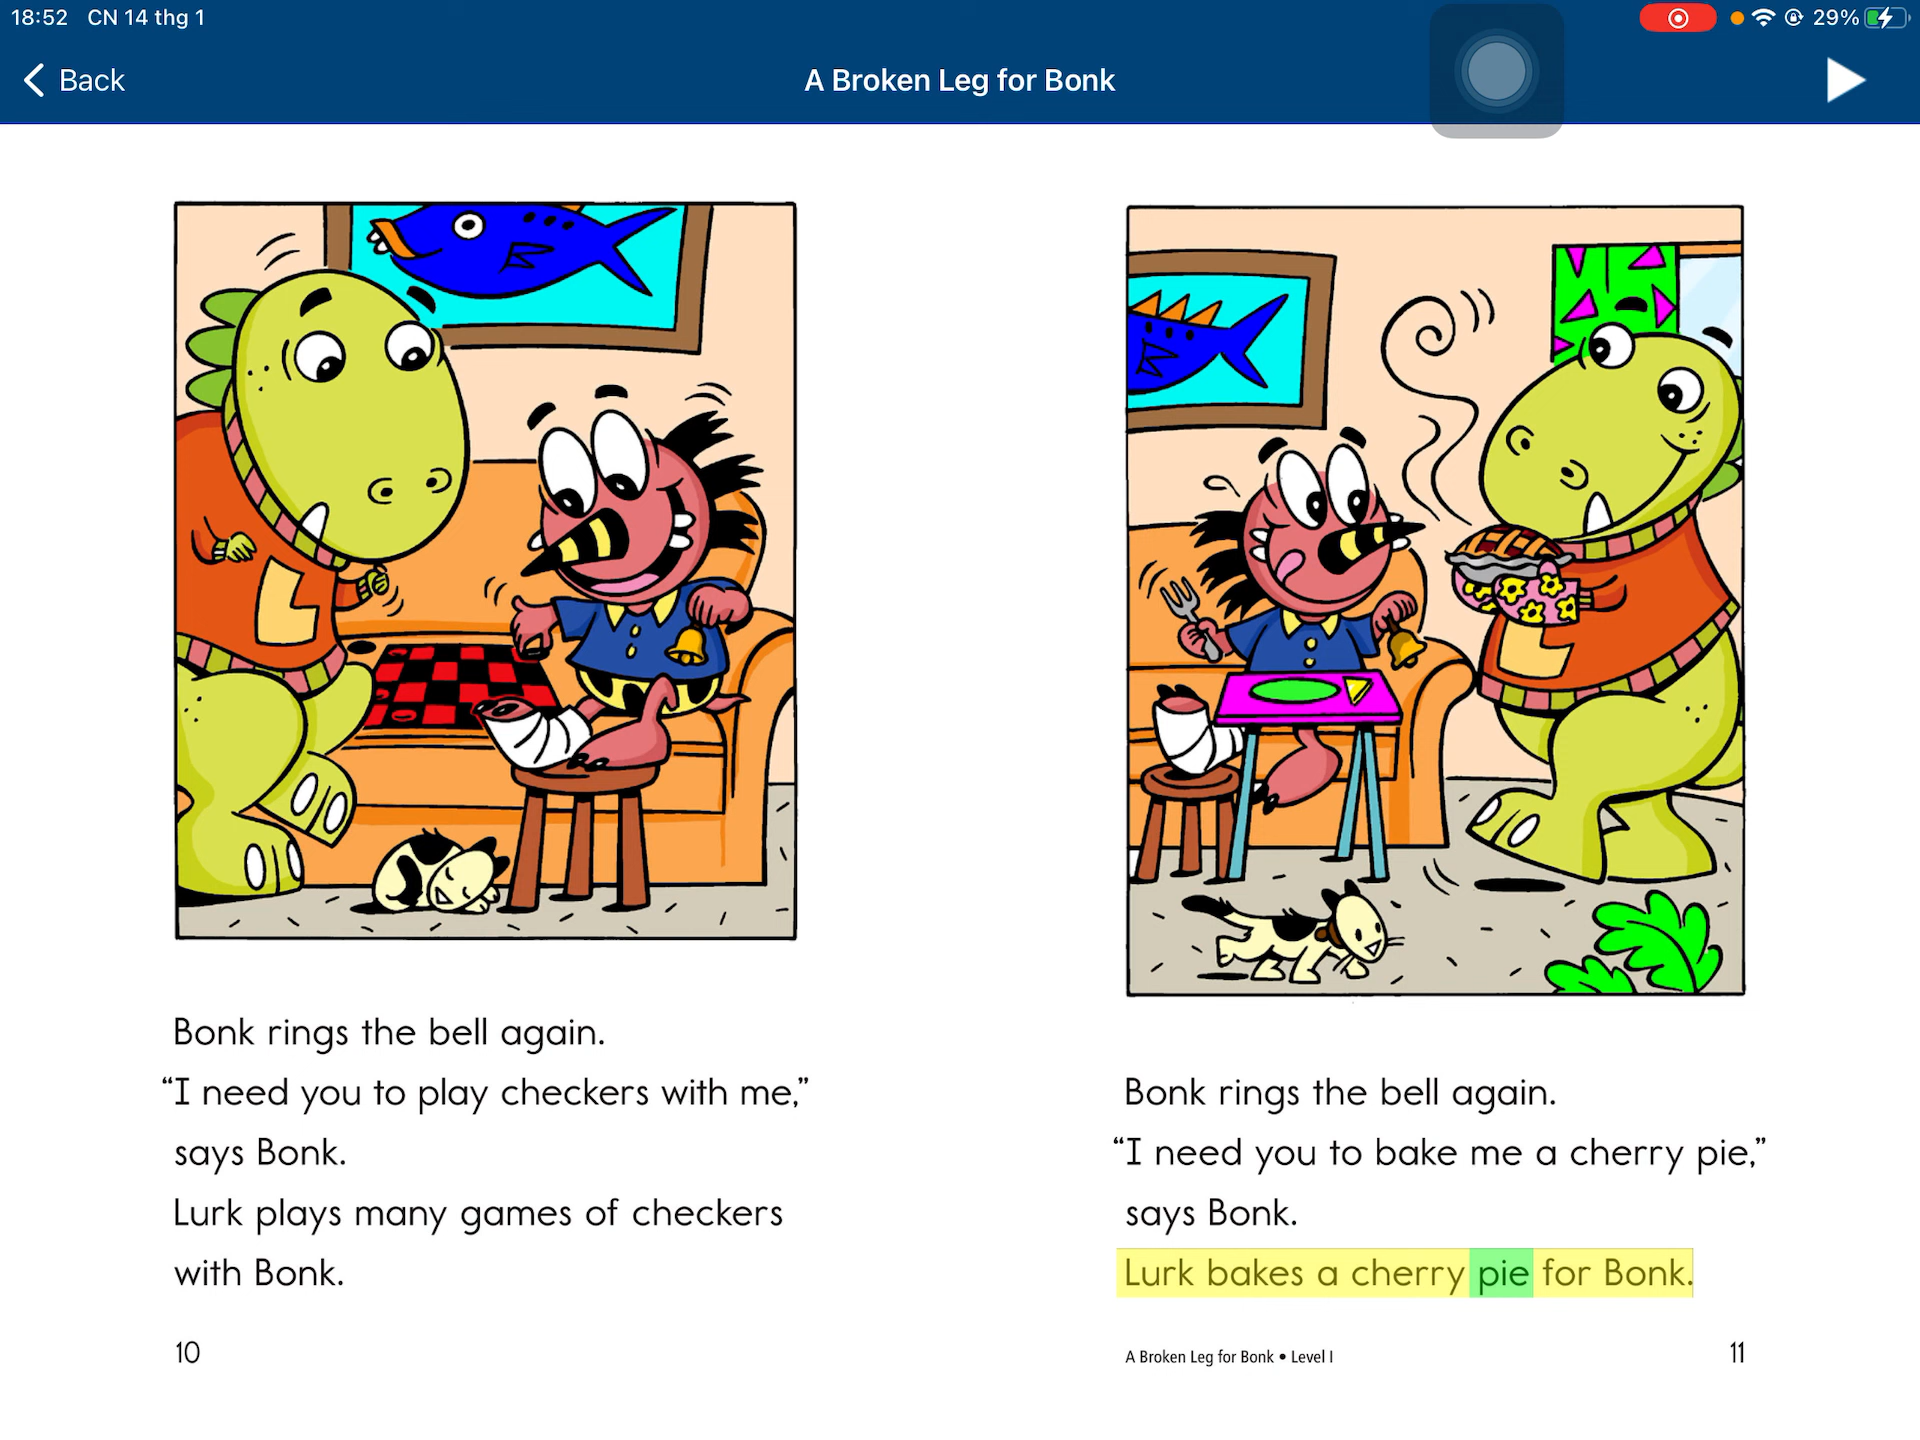 18:52 CN 14 thg 1
29%
Back
A Broken Leg for Bonk
L
Bonk rings the bell again.
“I need you to play checkers with me,”
says Bonk.
Lurk plays many games of checkers
with Bonk.
10
L
Bonk rings the bell again.
“I need you to bake me a cherry pie,”
says Bonk.
Lurk bakes a cherry pie for Bonk.
A Broken Leg for Bonk • Level I
11